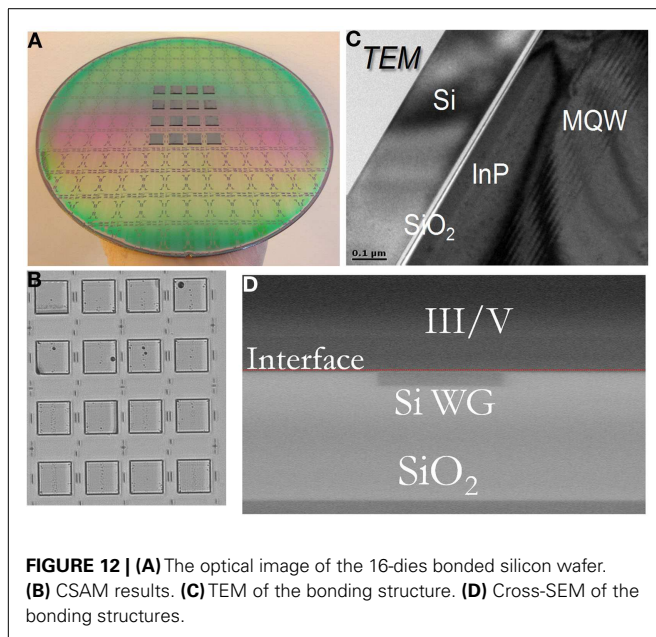 A
C
TEM
Si
MQW
InP
SiO2
0.1 µm
B
D
III/V
Interface
Si WG
SiO2
FIGURE 12 | (A) The optical image of the 16-dies bonded silicon wafer.
(B) CSAM results. (C) TEM of the bonding structure. (D) Cross-SEM of the
bonding structures.